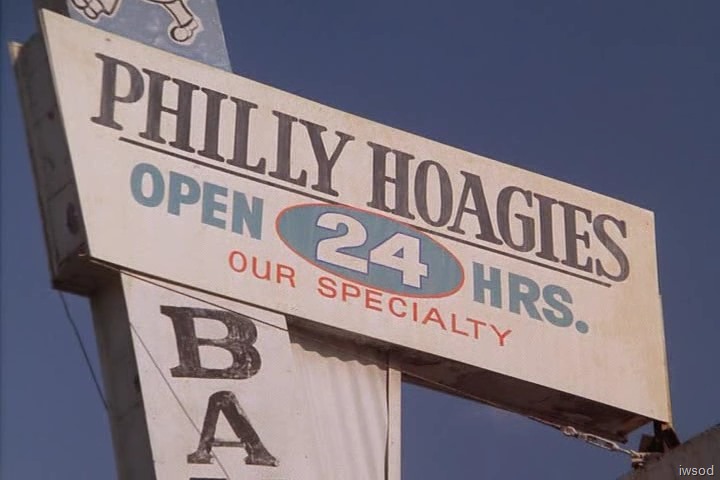 PHILLY HOAGIES
OPEN 24 HRS.
OUR SPECIALTY
B
A
iwsod